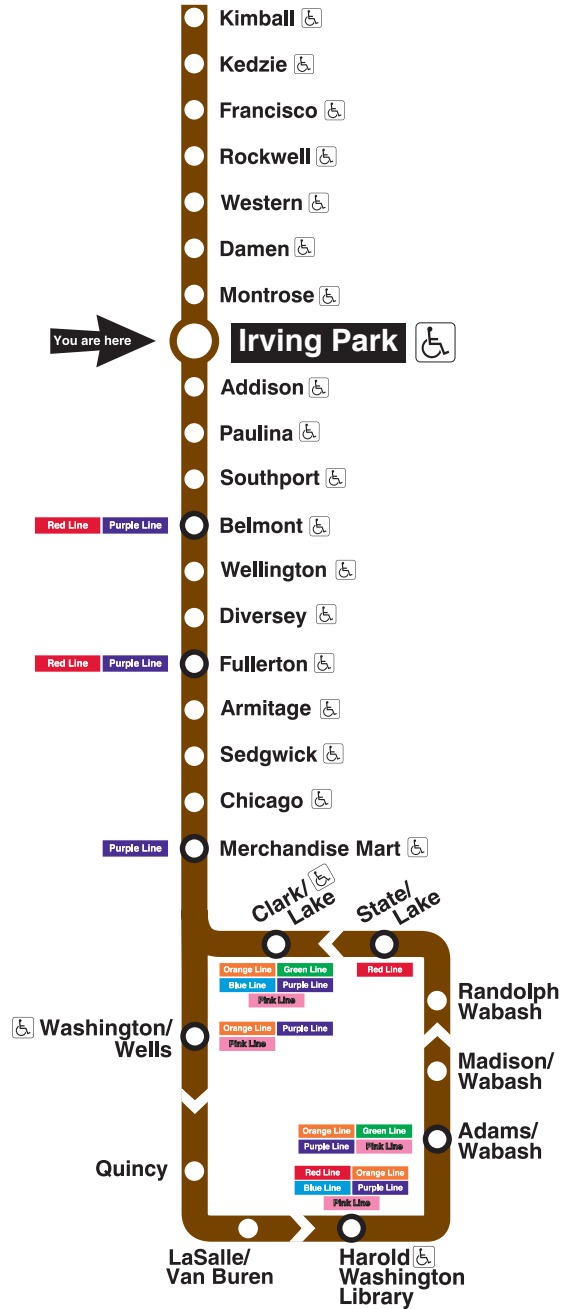 Kimball
Kedzie
Francisco
Rockwell
Western
Damen
Montrose
You are here
Irving Park
Addison
Paulina
Southport
Red Line Purple Line Belmont
Wellington
Diversey
Red Line Purple Line Fullerton
Armitage
Sedgwick
Chicago
Purple Line Merchandise Mart
Clark/
Lake
State/
Lake
Orange Line Green Line
Blue Line Purple Line
Pink Line
Red Line
Randolph
Wabash
Washington/
Wells
Orange Line Purple Line
Pink Line
Madison/
Wabash
Orange Line Green Line
Purple Line Pink Line
Adams/
Wabash
Quincy
Red Line Orange Line
Blue Line Purple Line
Pink Line
LaSalle/
Van Buren
Harold
Washington
Library